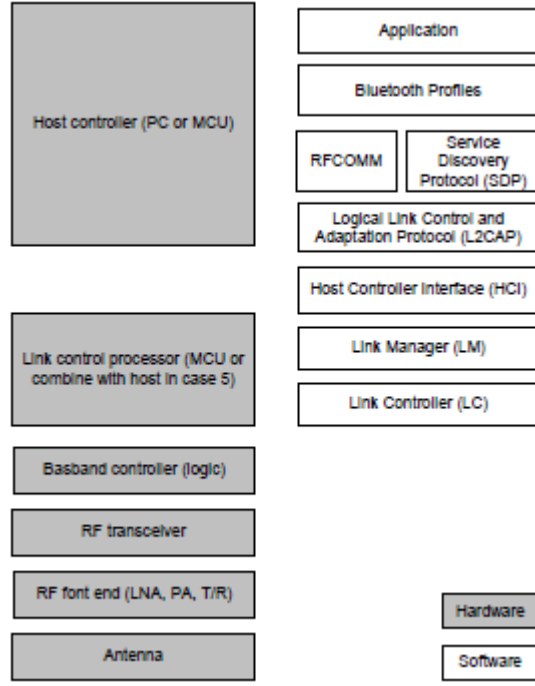 Host controller (PC or MCU)
Link control processor (MCU or
combine with host in case 5)
Basband controller (logic)
RF transceiver
RF font end (LNA, PA, T/R)
Antenna
Application
Bluetooth Profiles
RFCOMM
Service
Discovery
Protocol (SDP)
Logical Link Control and
Adaptation Protocol (L2CAP)
Host Controller Interface (HCI)
Link Manager (LM)
Link Controller (LC)
Hardware
Software